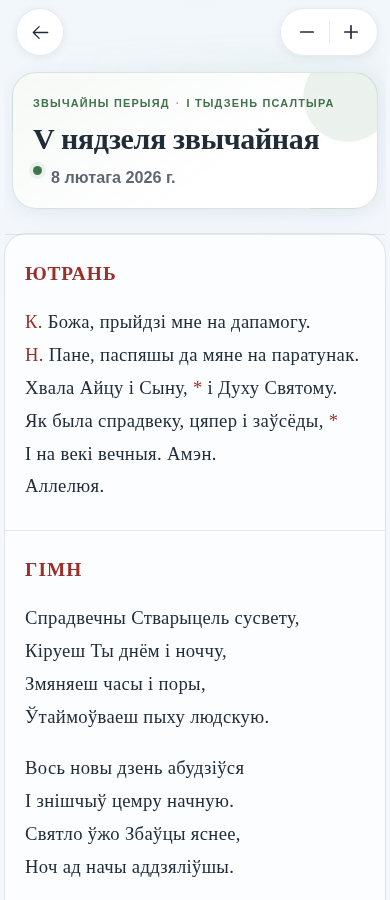 ЗВЫЧАЙНЫ ПЕРЫЯД · I ТЫДЗЕНЬ ПСАЛТЫРА
V нядзеля звычайная
8 лютага 2026 г.
ЮТРАНЬ
К. Божа, прыйдзі мне на дапамогу.
Н. Пане, паспяшы да мяне на паратунак.
Хвала Айцу і Сыну, * і Духу Святому.
Як была спрадвеку, цяпер і заўсёды, *
І на векі вечныя. Амэн.
Аллелюя.
ГІМН
Спрадвечны Стварыцель сусвету,
Кіруеш Ты днём і ноччу,
Змяняеш часы і поры,
Ўтаймоўваеш пыху людскую.
Вось новы дзень абудзіўся
І знішчыў цемру начную.
Святло ўжо Збаўцы яснее,
Ноч ад начы аддзяліўшы.